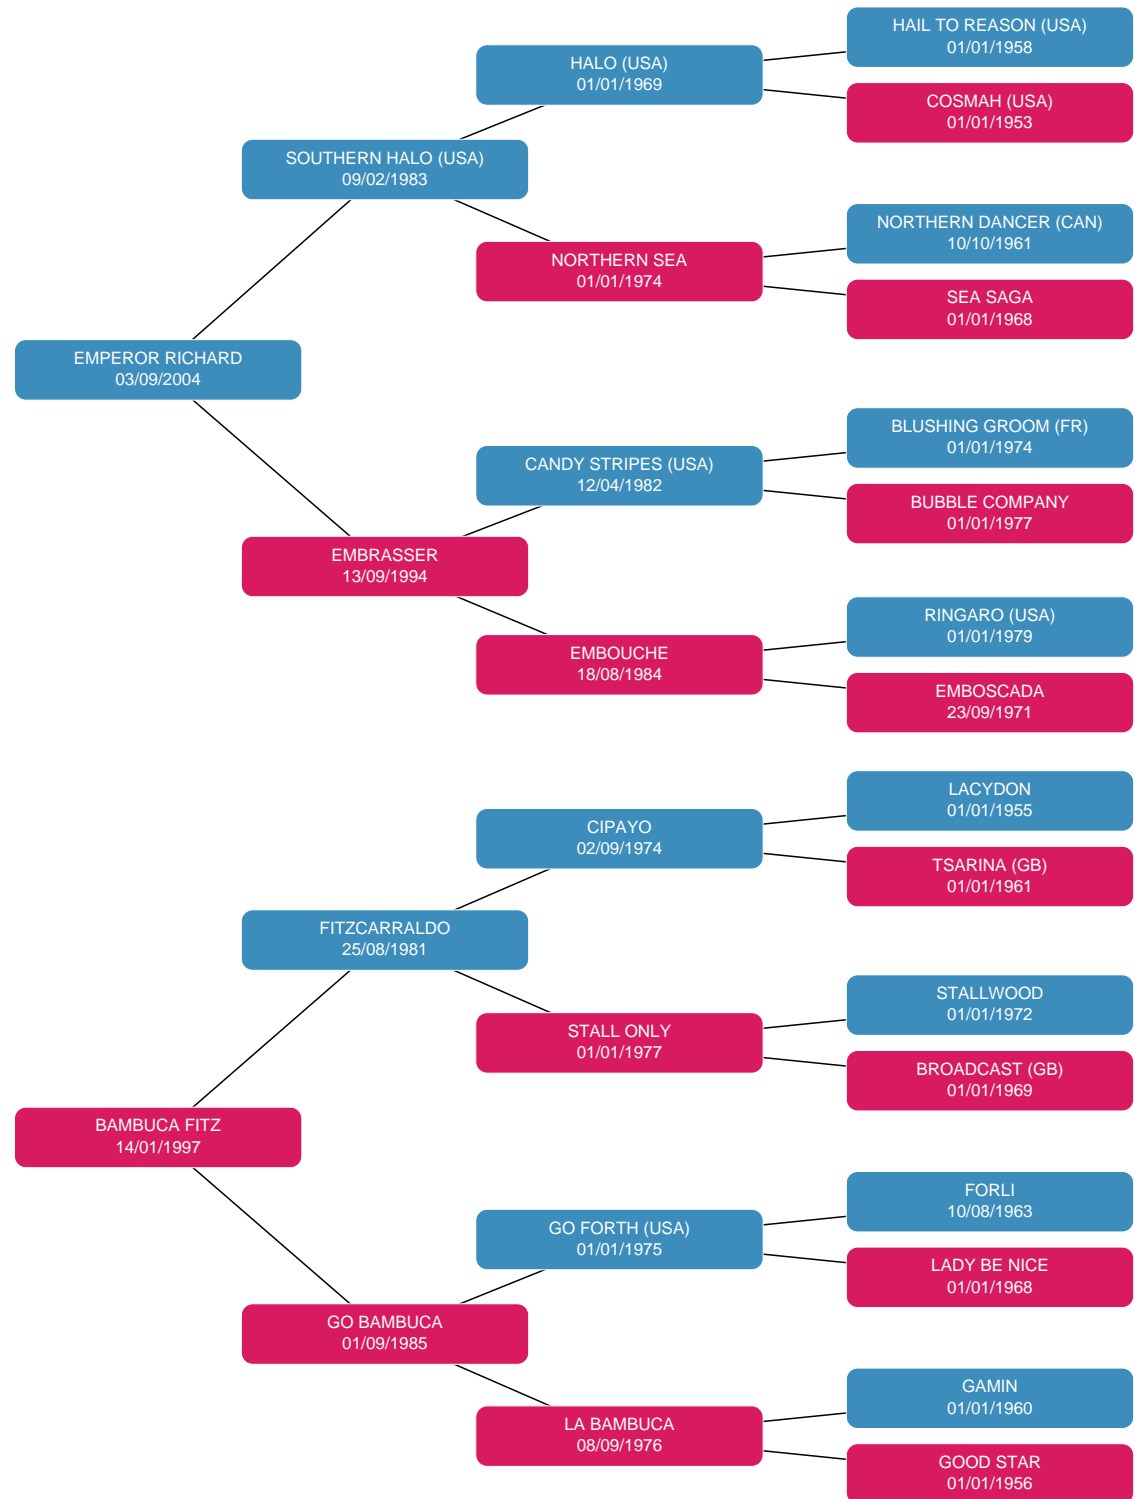 HAIL TO REASON (USA)
01/01/1958
HALO (USA)
01/01/1969
COSMAH (USA)
01/01/1953
SOUTHERN HALO (USA)
09/02/1983
NORTHERN DANCER (CAN)
10/10/1961
NORTHERN SEA
01/01/1974
SEA SAGA
01/01/1968
EMPEROR RICHARD
03/09/2004
BLUSHING GROOM (FR)
01/01/1974
CANDY STRIPES (USA)
12/04/1982
BUBBLE COMPANY
01/01/1977
EMBRASSER
13/09/1994
RINGARO (USA)
01/01/1979
EMBOUCHE
18/08/1984
EMBOSCADA
23/09/1971
LACYDON
01/01/1955
CIPAYO
02/09/1974
TSARINA (GB)
01/01/1961
FITZCARRALDO
25/08/1981
STALLWOOD
01/01/1972
STALL ONLY
01/01/1977
BROADCAST (GB)
01/01/1969
BAMBUCA FITZ
14/01/1997
FORLI
10/08/1963
GO FORTH (USA)
01/01/1975
LADY BE NICE
01/01/1968
GO BAMBUCA
01/09/1985
GAMIN
01/01/1960
LA BAMBUCA
08/09/1976
GOOD STAR
01/01/1956